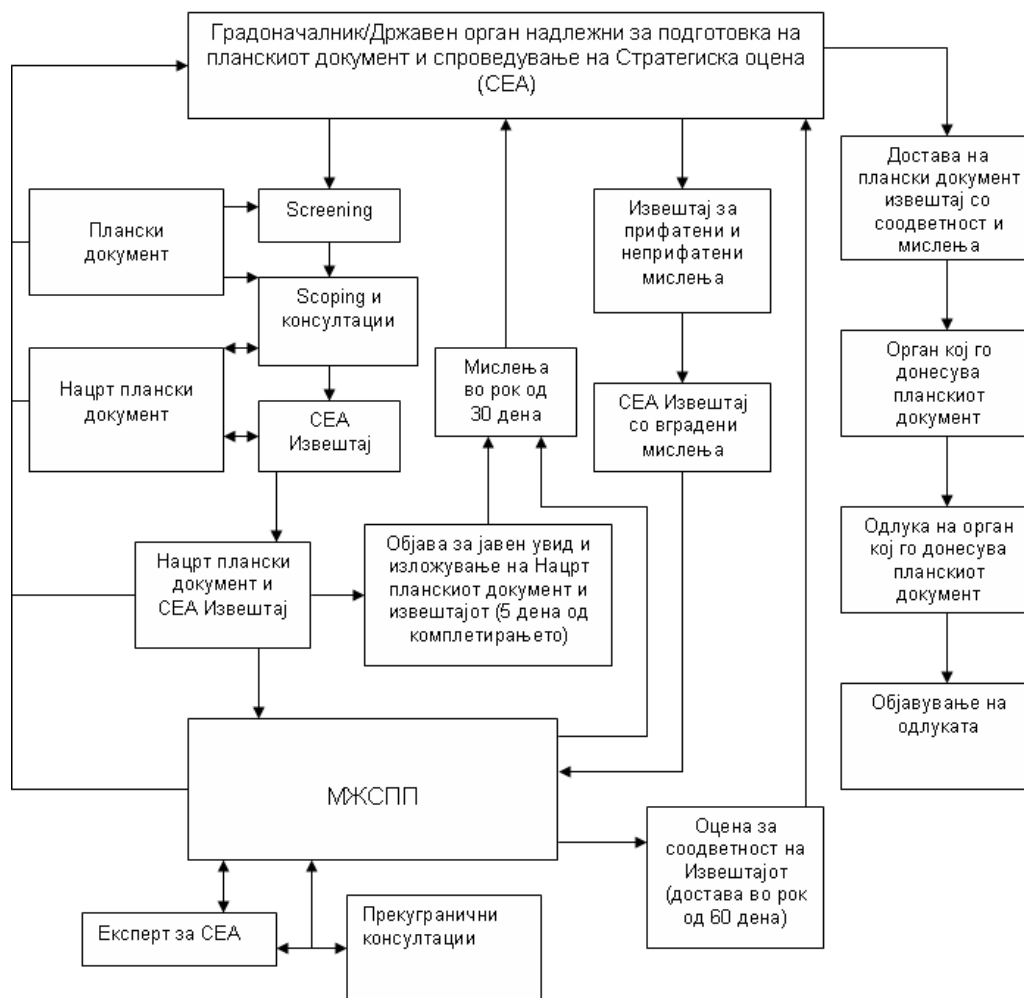 Градоначалник/Државен орган надлежни за подготовка на
планскиот документ и спроведување на Стратегиска оцена
(СЕА)
Плански
документ
Screening
Scoping и
консултации
Нацрт плански
документ
СЕА
Извештај
Нацрт плански
документ и
СЕА Извештај
Објава за јавен увид и
изложување на Нацрт
планскиот документ и
извештајот (5 дена од
комплетирањето)
Мислења
во рок од
30 дена
Извештај за
прифатени и
неприфатени
мислења
СЕА Извештај
со вградени
мислења
Достава на
плански документ
извештај со
соодветност и
мислења
Орган кој го
донесува
планскиот
документ
Одлука на орган
кој го донесува
планскиот
документ
Објавување на
одлуката
МЖСПП
Оцена за
соодветност на
Извештајот
(достава во рок
од 60 дена)
Експерт за СЕА
Прекугранични
консултации